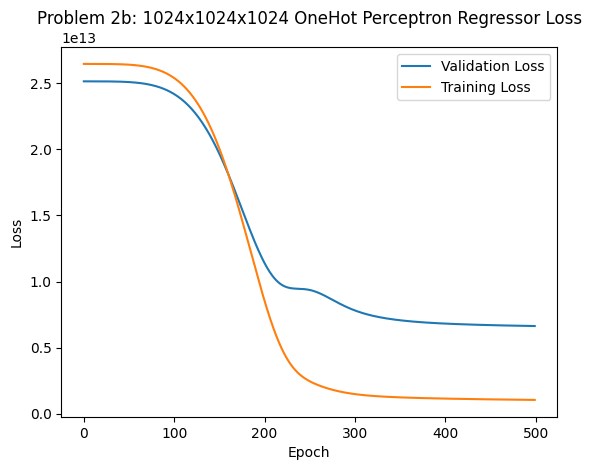 Problem 2b: 1024x1024x1024 OneHot Perceptron Regressor Loss
1e13
Validation Loss
Training Loss
2.5
2.0
1.5
1.0
0.5
0.0
Loss
0 100 200 300 400 500
Epoch